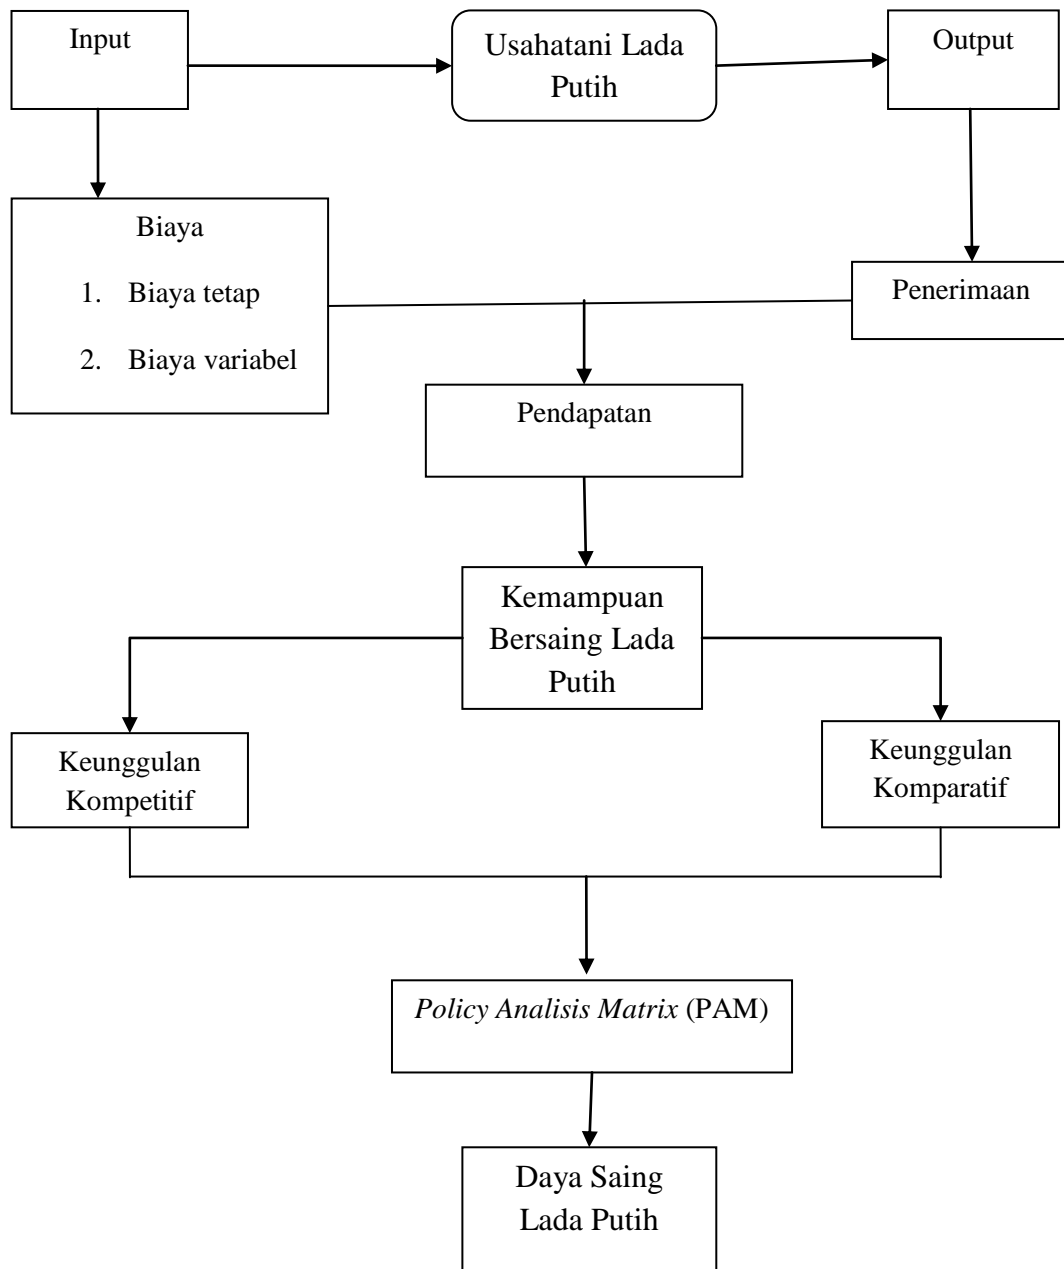 Input
Usahatani Lada
Putih
Output
Biaya
1. Biaya tetap
2. Biaya variabel
Penerimaan
Pendapatan
Kemampuan
Bersaing Lada
Putih
Keunggulan
Kompetitif
Keunggulan
Komparatif
Policy Analisis Matrix (PAM)
Daya Saing
Lada Putih